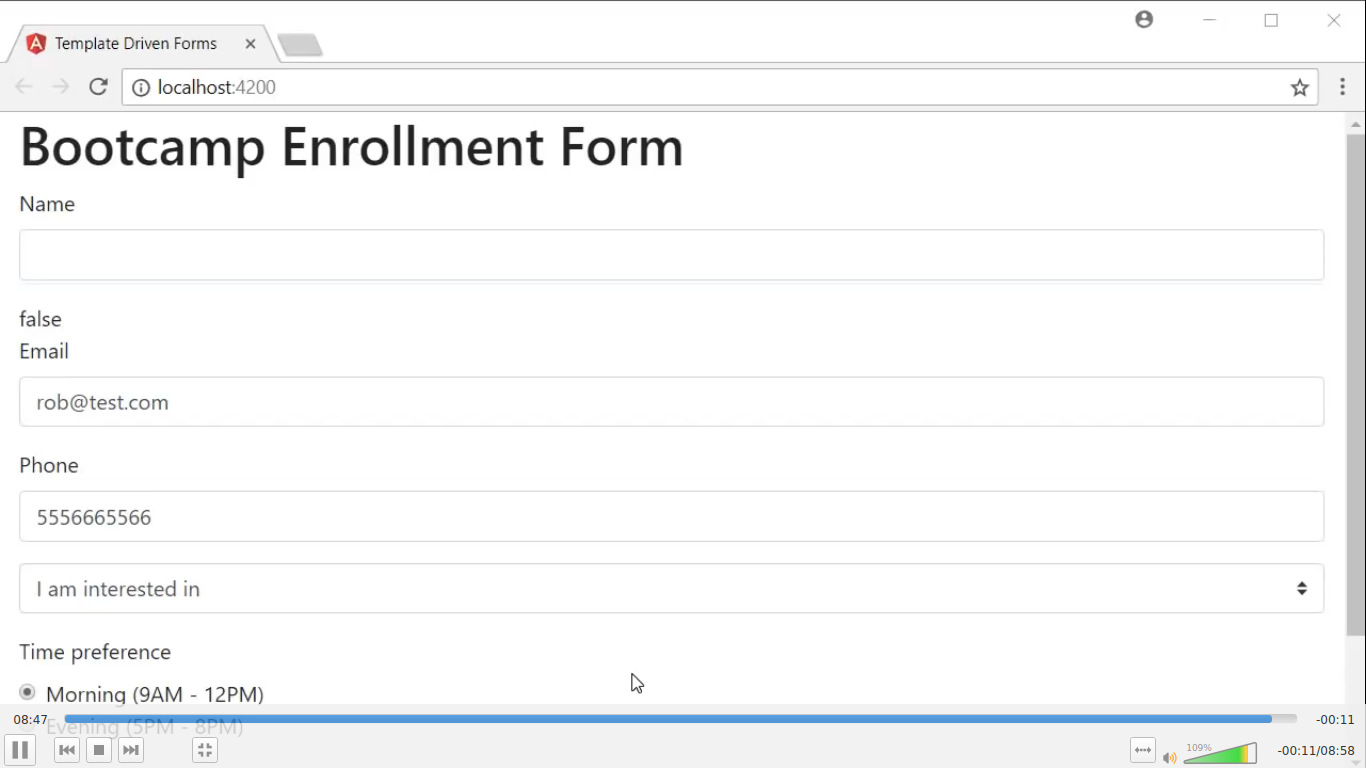 Template Driven Forms
localhost:4200
Bootcamp Enrollment Form
Name
false
Email
rob@test.com
Phone
5556665566
I am interested in
Time preference
Morning (9AM - 12PM)
08:47
-00:11
Evening (5PM - 8PM)
109%
-00:11/08:58